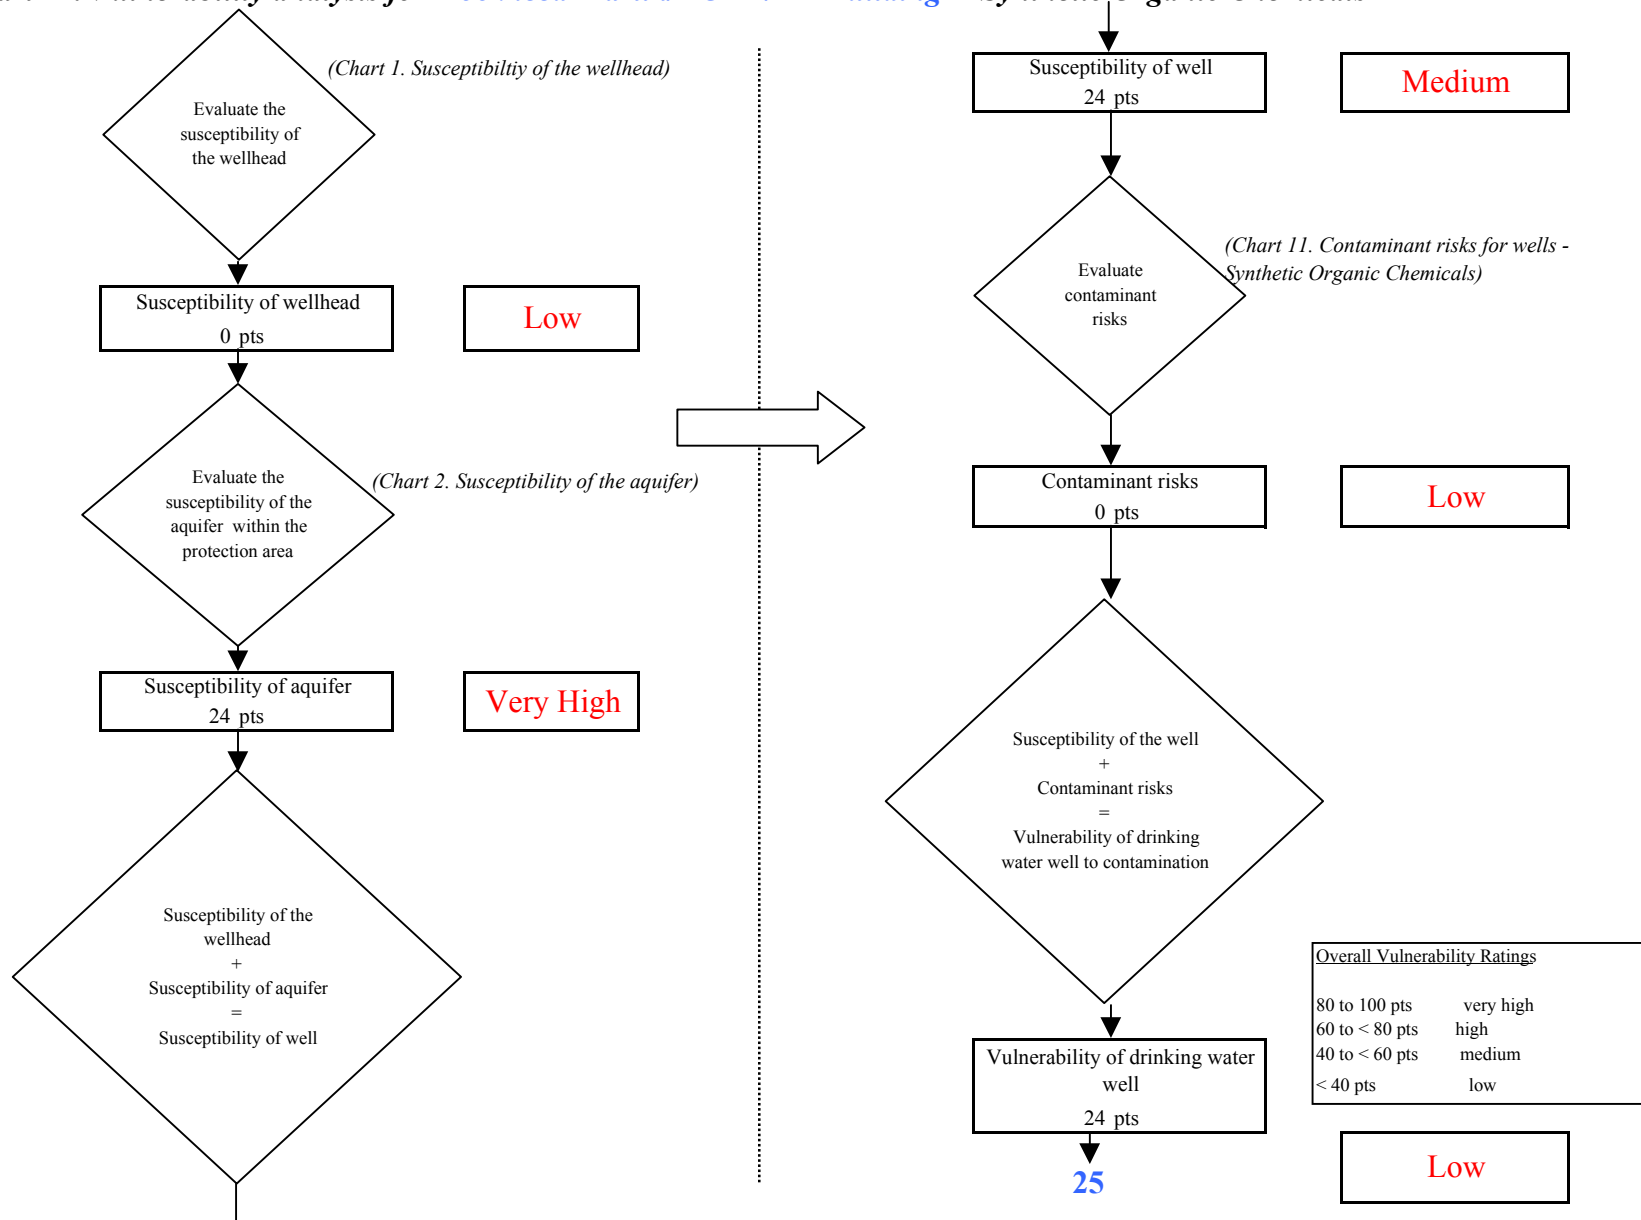 Synthetic Organic Chemicals
(Chart 1. Susceptibiltiy of the wellhead)
Evaluate the
susceptibility of
the wellhead
Susceptibility of wellhead
0 pts
Low
Evaluate the
susceptibility of the
aquifer within the
protection area
(Chart 2. Susceptibility of the aquifer)
Susceptibility of aquifer
24 pts
Very High
Susceptibility of the
wellhead
+
Susceptibility of aquifer
=
Susceptibility of well
Susceptibility of well
24 pts
Medium
Evaluate
contaminant
risks
(Chart 11. Contaminant risks for wells -
Synthetic Organic Chemicals)
Contaminant risks
0 pts
Low
Susceptibility of the well
+
Contaminant risks
=
Vulnerability of drinking
water well to contamination
Overall Vulnerability Ratings
80 to 100 pts very high
60 to < 80 pts high
40 to < 60 pts medium
< 40 pts low
Vulnerability of drinking water
well
24 pts
25
Low